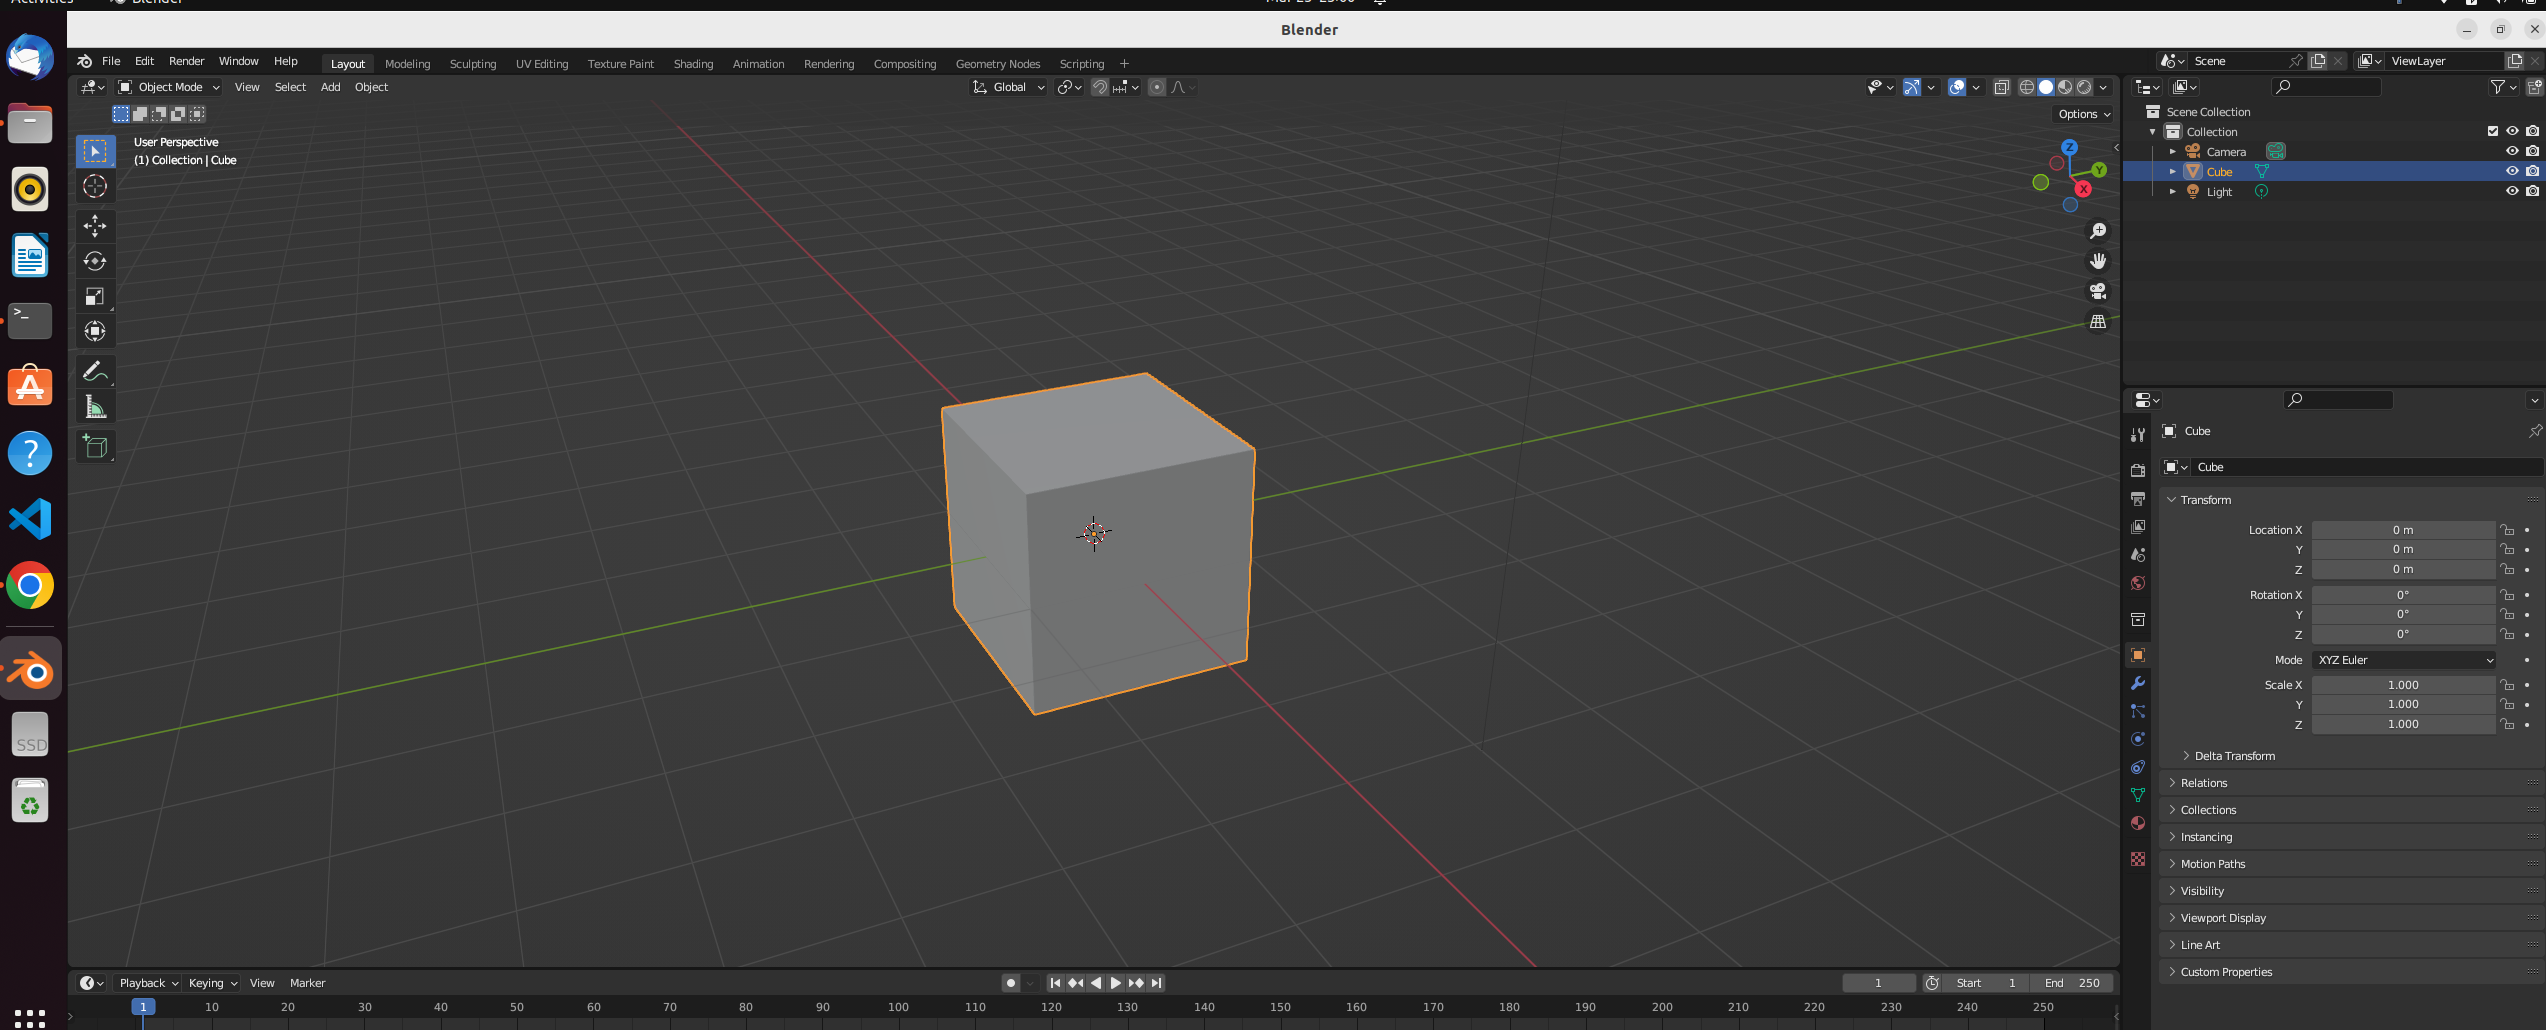 Activities Blender
Blender
File Edit Render Window Help Layout Modeling Sculpting UV Editing Texture Paint Shading Animation Rendering Compositing Geometry Nodes Scripting + Scene ViewLayer
Object Mode View Select Add Object Global
Options
User Perspective
(1) Collection | Cube
Z
Y
X
Scene Collection
Collection
Camera
Cube
Light
Cube
Cube
Transform
Location X 0 m
Y 0 m
Z 0 m
Rotation X 0°
Y 0°
Z 0°
Mode XYZ Euler
Scale X 1.000
Y 1.000
Z 1.000
Delta Transform
Relations
Collections
Instancing
Motion Paths
Visibility
Viewport Display
Line Art
Custom Properties
SSD
Playback Keying View Marker 1 Start 1 End 250
1 10 20 30 40 50 60 70 80 90 100 110 120 130 140 150 160 170 180 190 200 210 220 230 240 250